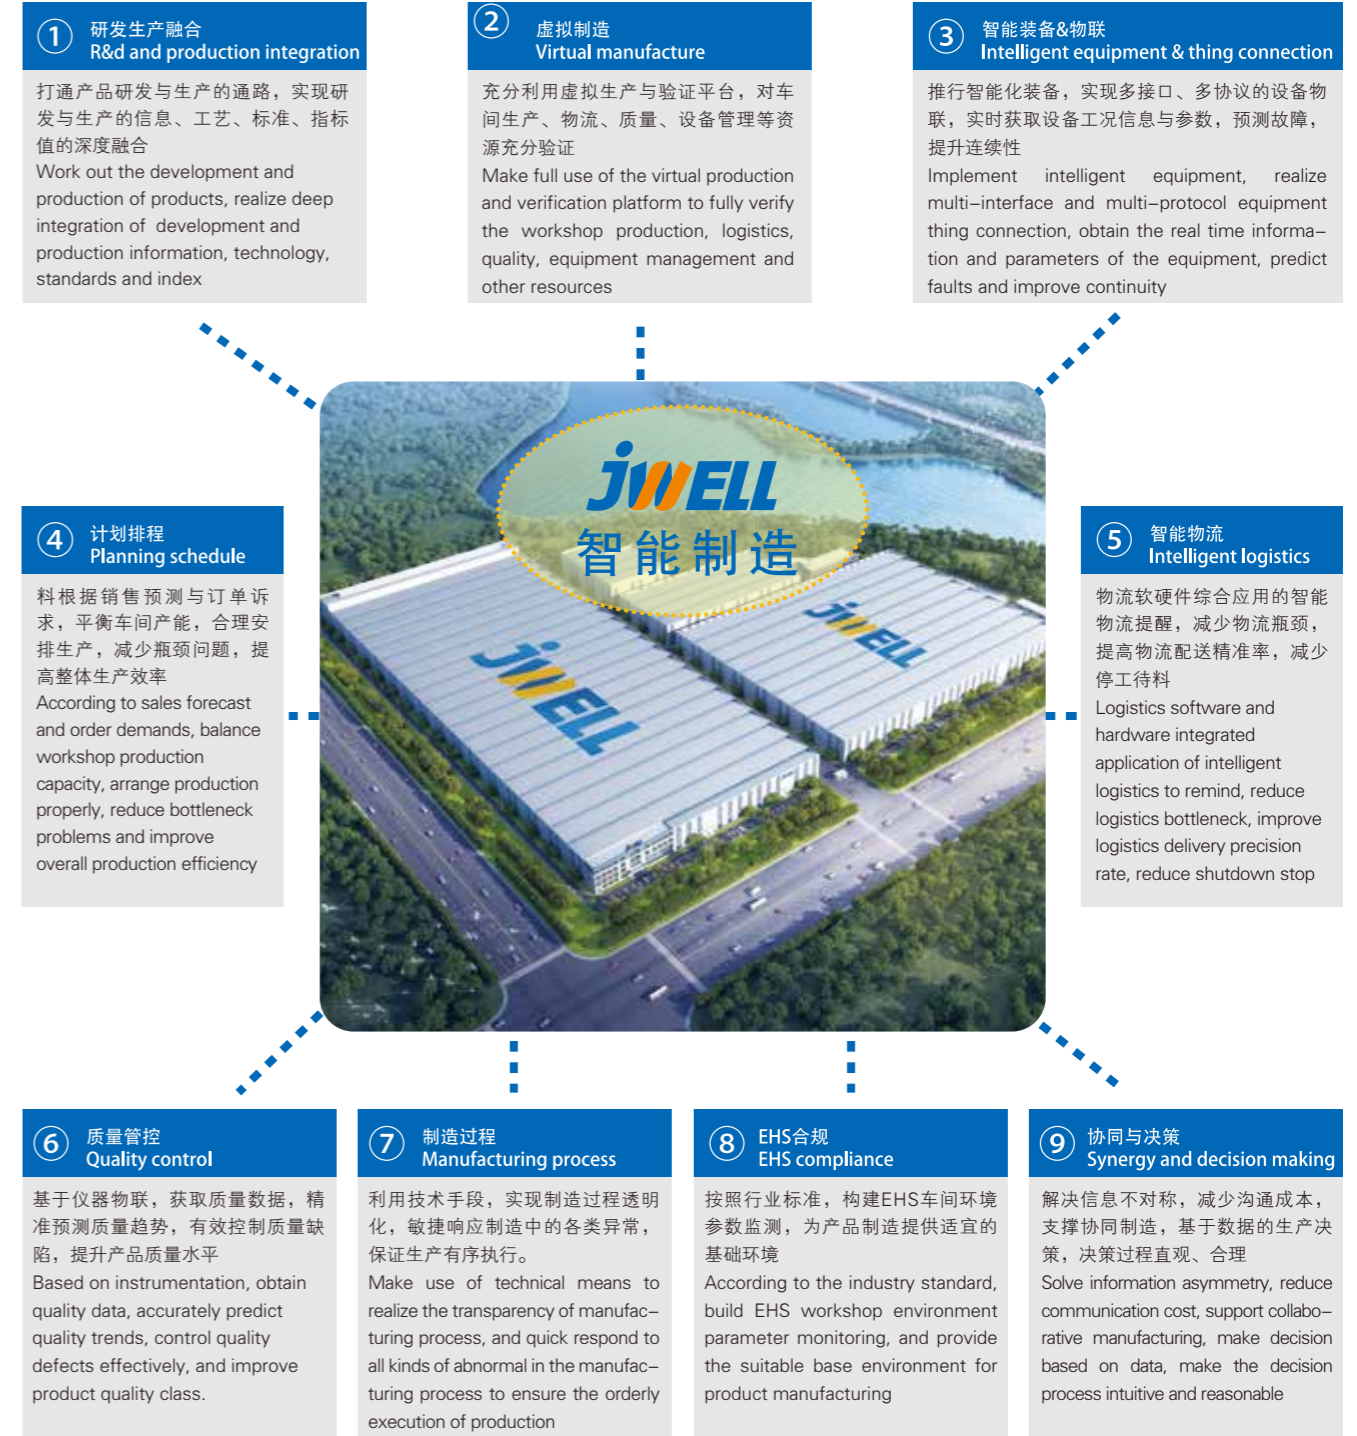 ① 研发生产融合
R&d and production integration
打通产品研发与生产的通路，实现研
发与生产的信息、工艺、标准、指标
值的深度融合
Work out the development and
production of products, realize deep
integration of development and
production information, technology,
standards and index
② 虚拟制造
Virtual manufacture
充分利用虚拟生产与验证平台，对车
间生产、物流、质量、设备管理等资
源充分验证
Make full use of the virtual production
and verification platform to fully verify
the workshop production, logistics,
quality, equipment management and
other resources
③ 智能装备&物联
Intelligent equipment & thing connection
推行智能化装备，实现多接口、多协议的设备物
联，实时获取设备工况信息与参数，预测故障，
提升连续性
Implement intelligent equipment, realize
multi-interface and multi-protocol equipment
thing connection, obtain the real time informa-
tion and parameters of the equipment, predict
faults and improve continuity
JWELL
智能制造
JWELL
JWELL
④ 计划排程
Planning schedule
料根据销售预测与订单诉
求，平衡车间产能，合理安
排生产，减少瓶颈问题，提
高整体生产效率
According to sales forecast
and order demands, balance
workshop production
capacity, arrange production
properly, reduce bottleneck
problems and improve
overall production efficiency
⑤ 智能物流
Intelligent logistics
物流软硬件综合应用的智能
物流提醒，减少物流瓶颈，
提高物流配送精准率，减少
停工待料
Logistics software and
hardware integrated
application of intelligent
logistics to remind, reduce
logistics bottleneck, improve
logistics delivery precision
rate, reduce shutdown stop
⑥ 质量管控
Quality control
基于仪器物联，获取质量数据，精
准预测质量趋势，有效控制质量缺
陷，提升产品质量水平
Based on instrumentation, obtain
quality data, accurately predict
quality trends, control quality
defects effectively, and improve
product quality class.
⑦ 制造过程
Manufacturing process
利用技术手段，实现制造过程透明
化，敏捷响应制造中的各类异常，
保证生产有序执行。
Make use of technical means to
realize the transparency of manufac-
turing process, and quick respond to
all kinds of abnormal in the manufac-
turing process to ensure the orderly
execution of production
⑧ EHS合规
EHS compliance
按照行业标准，构建EHS车间环境
参数监测，为产品制造提供适宜的
基础环境
According to the industry standard,
build EHS workshop environment
parameter monitoring, and provide
the suitable base environment for
product manufacturing
⑨ 协同与决策
Synergy and decision making
解决信息不对称，减少沟通成本，
支撑协同制造，基于数据的生产决
策，决策过程直观、合理
Solve information asymmetry, reduce
communication cost, support collabo-
rative manufacturing, make decision
based on data, make the decision
process intuitive and reasonable